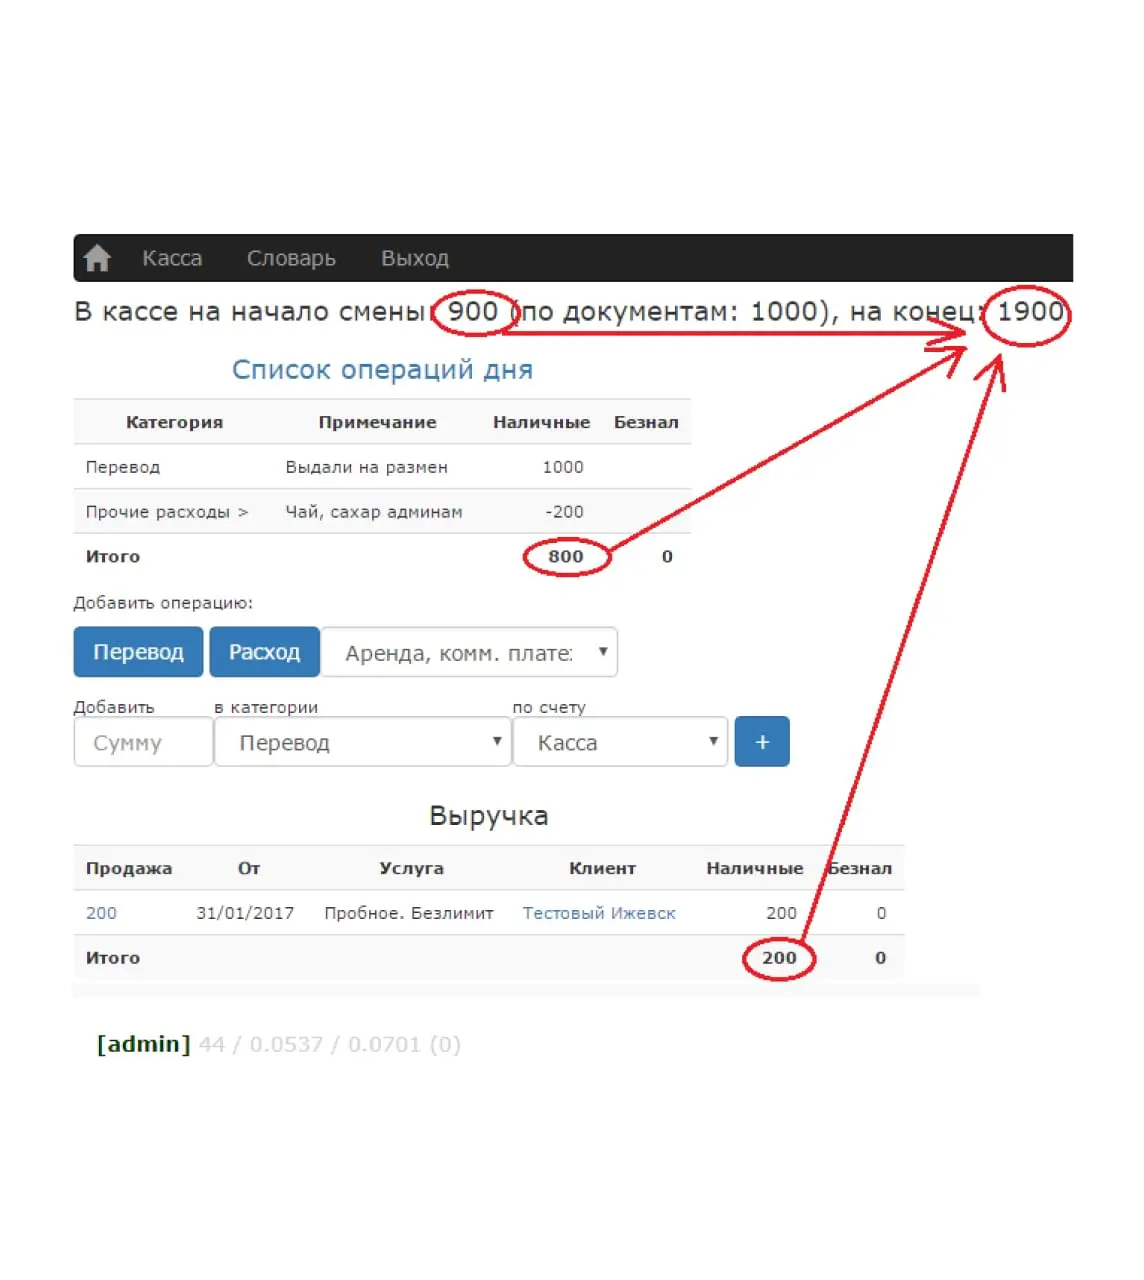 Касса Словарь Выход
В кассе на начало смены: 900 (по документам: 1000), на конец: 1900
Список операций дня
Категория Примечание Наличные Безнал
Перевод Выдали на размен 1000
Прочие расходы > Чай, сахар админам -200
Итого 800 0
Добавить операцию:
Перевод Расход Аренда, комм. плате:
Добавить в категории по счету
Сумму Перевод Касса +
Выручка
Продажа От Услуга Клиент Наличные Безнал
200 31/01/2017 Пробное. Безлимит Тестовый Ижевск 200 0
Итого 200 0
[admin] 44 / 0.0537 / 0.0701 (0)